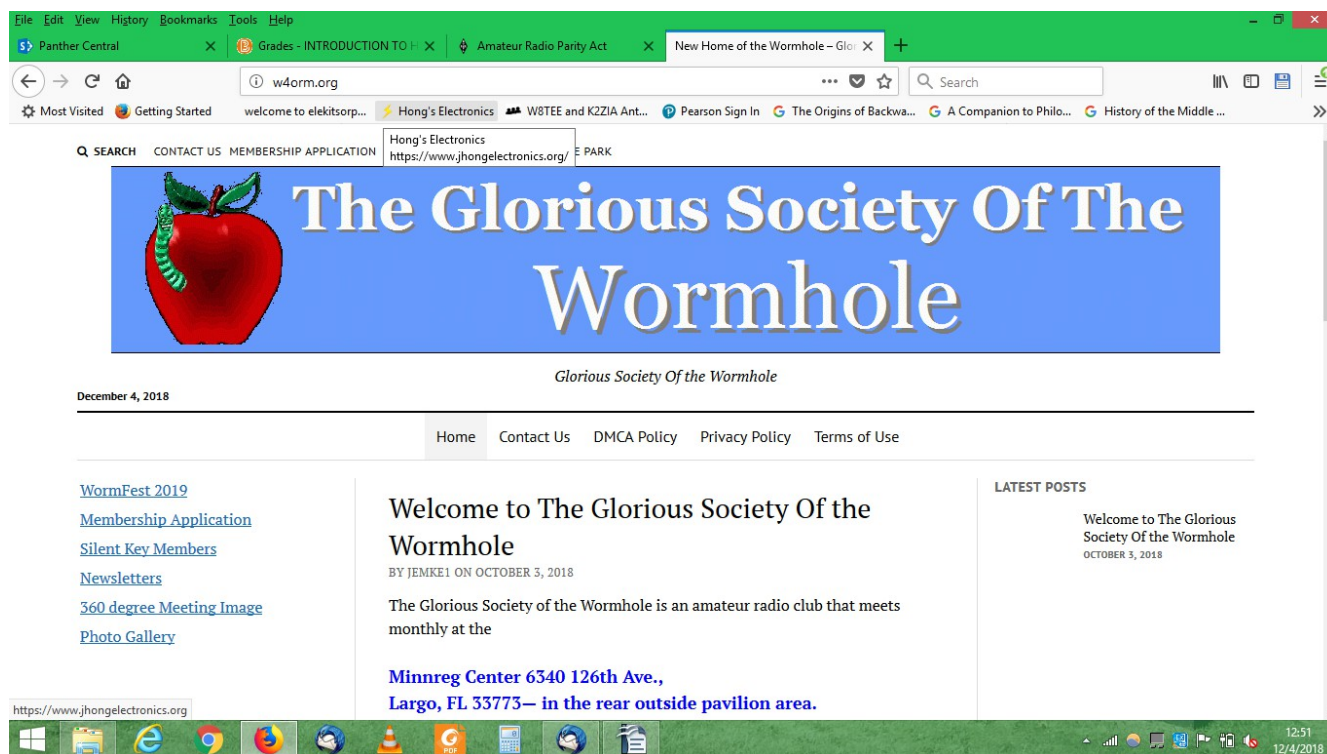 File Edit View History Bookmarks Tools Help
Panther Central Grades - INTRODUCTION TO H Amateur Radio Parity Act New Home of the Wormhole – Glor
w4orm.org Search
Most Visited Getting Started welcome to elekitsorp... Hong's Electronics W8TEE and K2ZIA Ant... Pearson Sign In The Origins of Backwa... A Companion to Philo... History of the Middle ...
Hong's Electronics
https://www.jhongelectronics.org/
SEARCH CONTACT US MEMBERSHIP APPLICATION E PARK
The Glorious Society Of The
Wormhole
Glorious Society Of the Wormhole
December 4, 2018
Home Contact Us DMCA Policy Privacy Policy Terms of Use
WormFest 2019
Membership Application
Silent Key Members
Newsletters
360 degree Meeting Image
Photo Gallery
Welcome to The Glorious Society Of the
Wormhole
BY JEMKE1 ON OCTOBER 3, 2018
The Glorious Society of the Wormhole is an amateur radio club that meets
monthly at the
Minnreg Center 6340 126th Ave.,
Largo, FL 33773— in the rear outside pavilion area.
LATEST POSTS
Welcome to The Glorious
Society Of the Wormhole
OCTOBER 3, 2018
https://www.jhongelectronics.org
PDF
12:51
12/4/2018